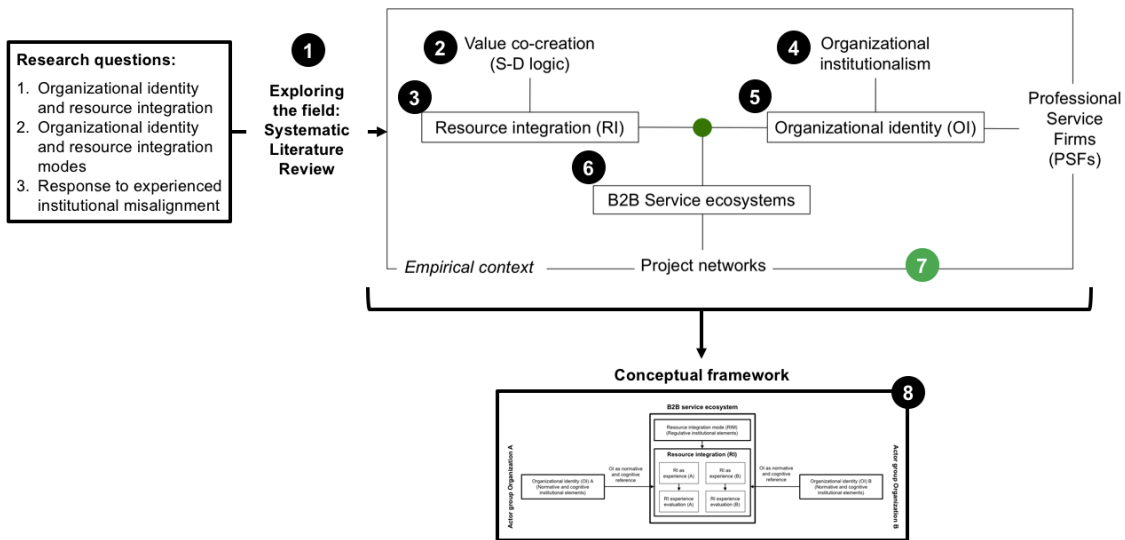 Research questions:
1. Organizational identity
and resource integration
2. Organizational identity
and resource integration
modes
3. Response to experienced
institutional misalignment
1
Exploring
the field:
Systematic
Literature
Review
2
Value co-creation
(S-D logic)
3
Resource integration (RI)
4
Organizational
institutionalism
5
Organizational identity (OI)
Professional
Service
Firms
(PSFs)
6
B2B Service ecosystems
Empirical context
Project networks
7
Conceptual framework
8
B2B service ecosystem
Resource integration mode (RIM)
(Regulative institutional elements)
Resource integration (RI)
RI as
experience (A)
RI as
experience (B)
RI experience
evaluation (A)
RI experience
evaluation (B)
Actor group Organization A
Organizational identity (OI) A
(Normative and cognitive
institutional elements)
OI as normative
and cognitive
reference
OI as normative
and cognitive
reference
Organizational identity (OI) B
(Normative and cognitive
institutional elements)
Actor group Organization B